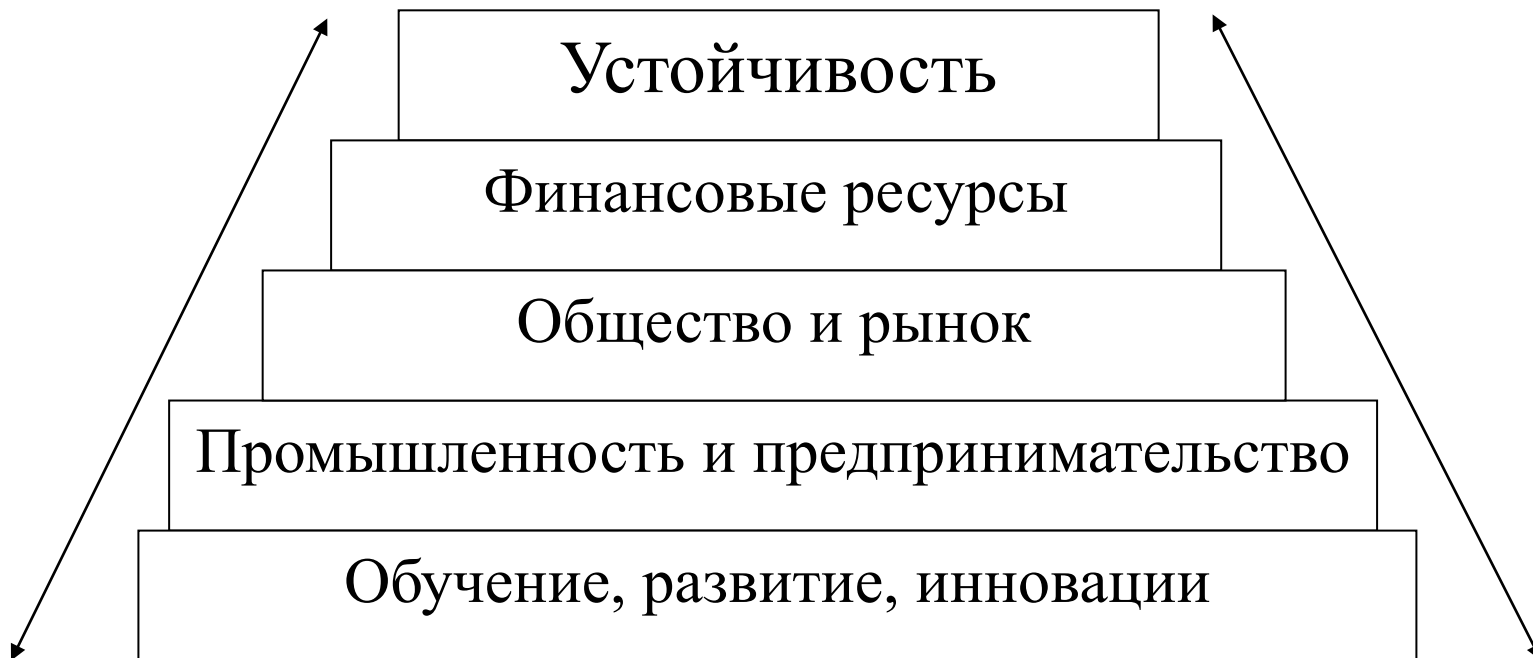 Устойчивость
Финансовые ресурсы
Общество и рынок
Промышленность и предпринимательство
Обучение, развитие, инновации